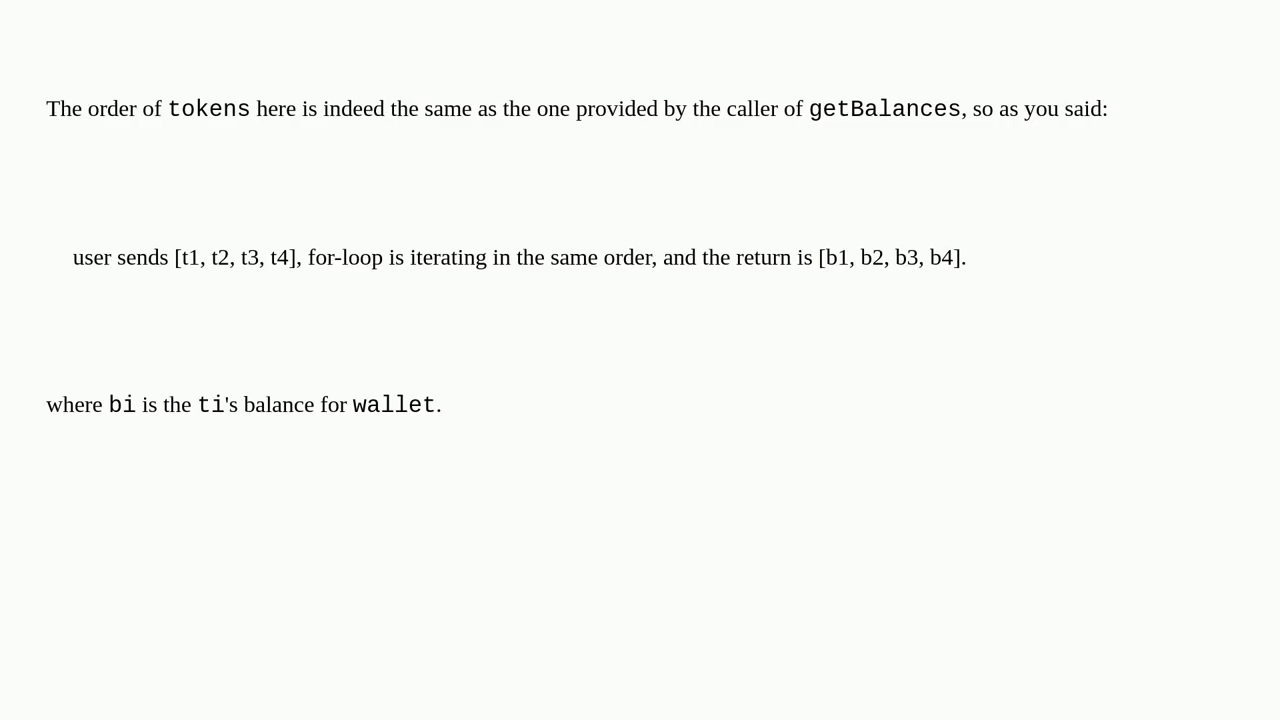 The order of tokens here is indeed the same as the one provided by the caller of getBalances, so as you said:
user sends [t1, t2, t3, t4], for-loop is iterating in the same order, and the return is [b1, b2, b3, b4].
where bi is the ti's balance for wallet.